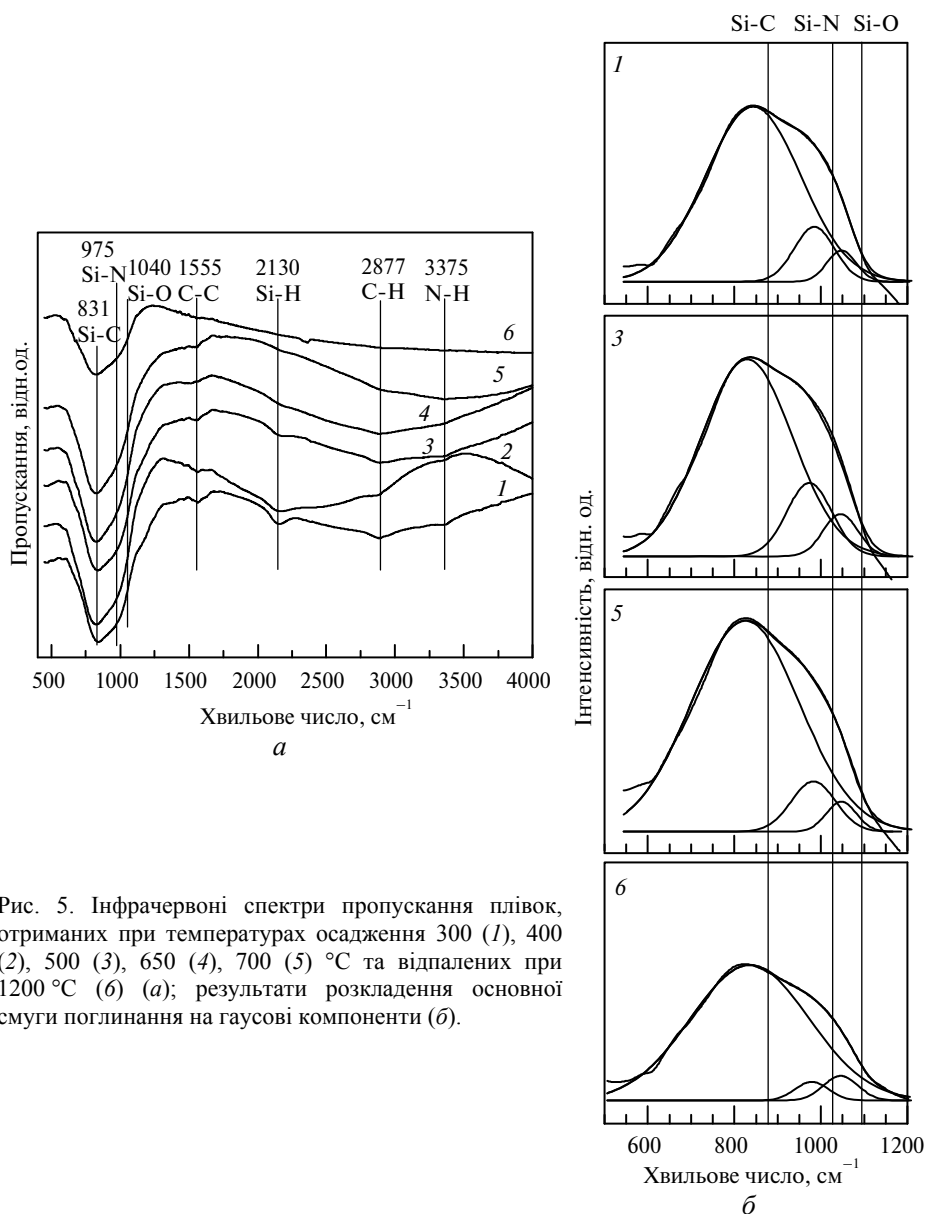 975
Si-N 1040 1555 2130 2877 3375
831 Si-O C-C Si-H C-H N-H
Si-C
6
5
4
3 2
1
Пропускання, відн.од.
500 1000 1500 2000 2500 3000 3500 4000
Хвильове число, см⁻¹
а
Si-C Si-N Si-O
1
3
5
6
Інтенсивність, відн. од.
600 800 1000 1200
Хвильове число, см⁻¹
б
Рис. 5. Інфрачервоні спектри пропускання плівок,
отриманих при температурах осадження 300 (1), 400
(2), 500 (3), 650 (4), 700 (5) °C та відпалених при
1200 °C (6) (а); результати розкладення основної
смуги поглинання на гаусові компоненти (б).